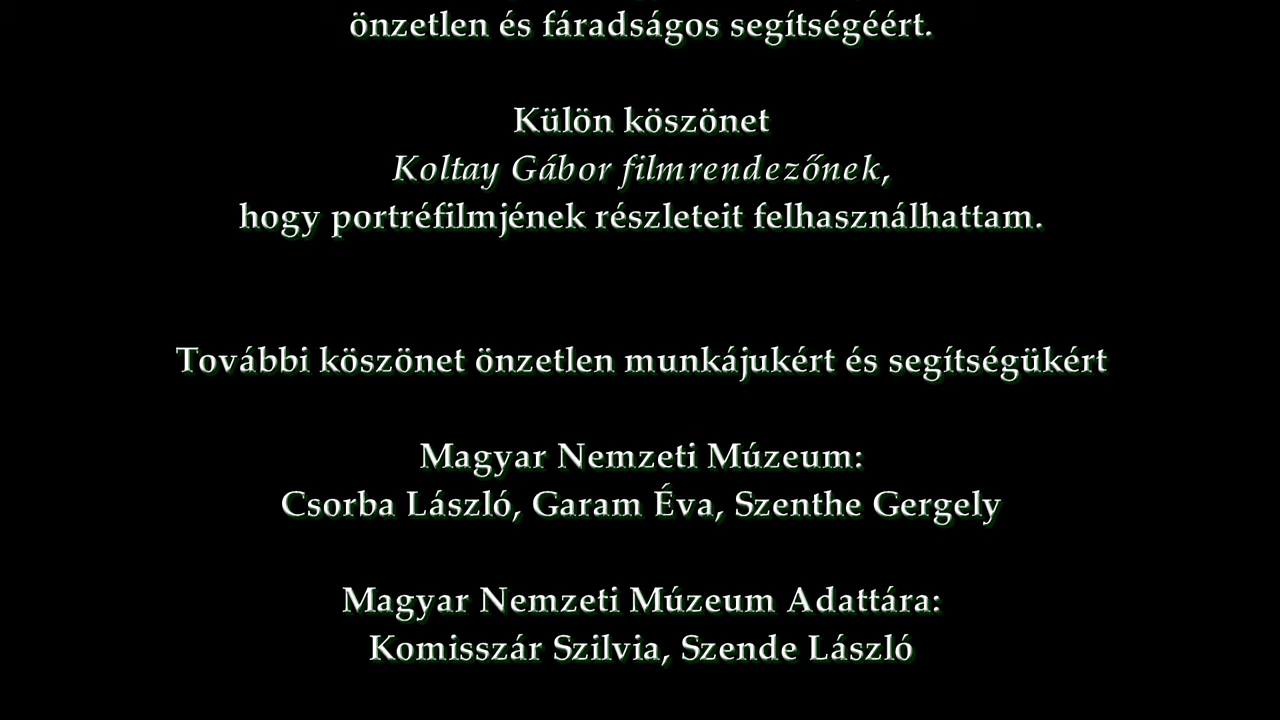 önzetlen és fáradságos segítségéért.
Külön köszönet
Koltay Gábor filmrendezőnek,
hogy portréfilmjének részleteit felhasználhattam.
További köszönet önzetlen munkájukért és segítségükért
Magyar Nemzeti Múzeum:
Csorba László, Garam Éva, Szenthe Gergely
Magyar Nemzeti Múzeum Adattára:
Komisszár Szilvia, Szende László